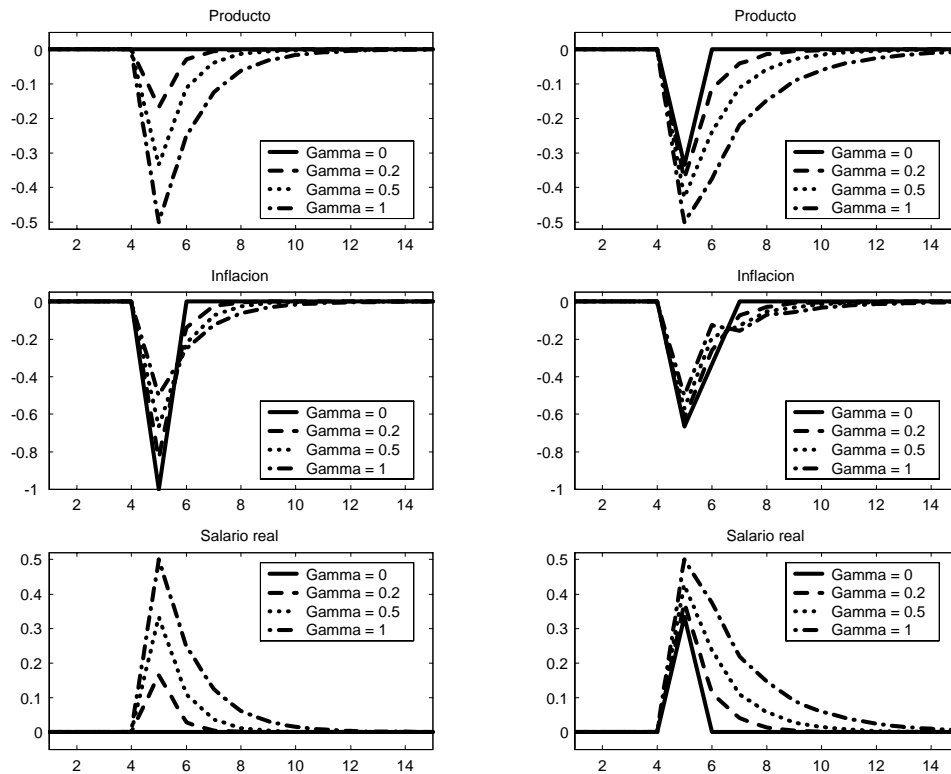 Producto
0
-0.1
-0.2
-0.3
-0.4
-0.5
Gamma = 0
Gamma = 0.2
Gamma = 0.5
Gamma = 1
2 4 6 8 10 12 14
Producto
0
-0.1
-0.2
-0.3
-0.4
-0.5
Gamma = 0
Gamma = 0.2
Gamma = 0.5
Gamma = 1
2 4 6 8 10 12 14
Inflacion
0
-0.2
-0.4
-0.6
-0.8
-1
Gamma = 0
Gamma = 0.2
Gamma = 0.5
Gamma = 1
2 4 6 8 10 12 14
Inflacion
0
-0.2
-0.4
-0.6
-0.8
-1
Gamma = 0
Gamma = 0.2
Gamma = 0.5
Gamma = 1
2 4 6 8 10 12 14
Salario real
0.5
0.4
0.3
0.2
0.1
0
Gamma = 0
Gamma = 0.2
Gamma = 0.5
Gamma = 1
2 4 6 8 10 12 14
Salario real
0.5
0.4
0.3
0.2
0.1
0
Gamma = 0
Gamma = 0.2
Gamma = 0.5
Gamma = 1
2 4 6 8 10 12 14